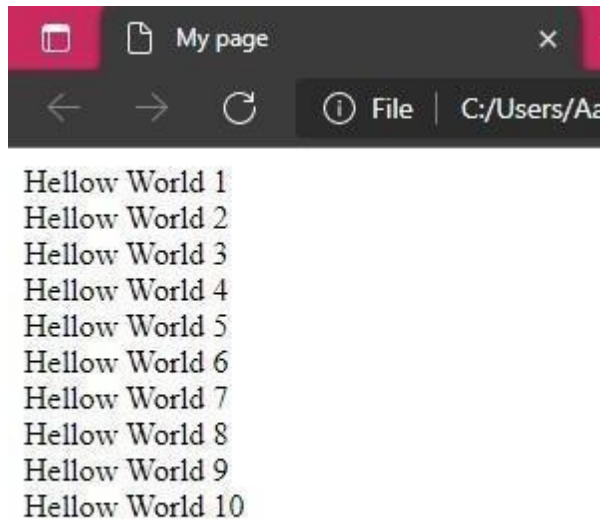 My page
File C:/Users/Aa
Hellow World 1
Hellow World 2
Hellow World 3
Hellow World 4
Hellow World 5
Hellow World 6
Hellow World 7
Hellow World 8
Hellow World 9
Hellow World 10